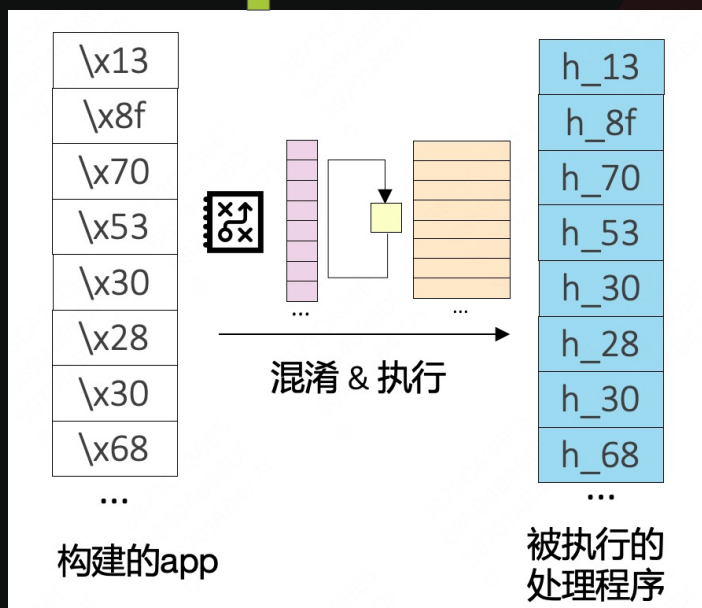 \x13
\x8f
\x70
\x53
\x30
\x28
\x30
\x68
...
构建的app
...
...
混淆 & 执行
h_13
h_8f
h_70
h_53
h_30
h_28
h_30
h_68
...
被执行的
处理程序